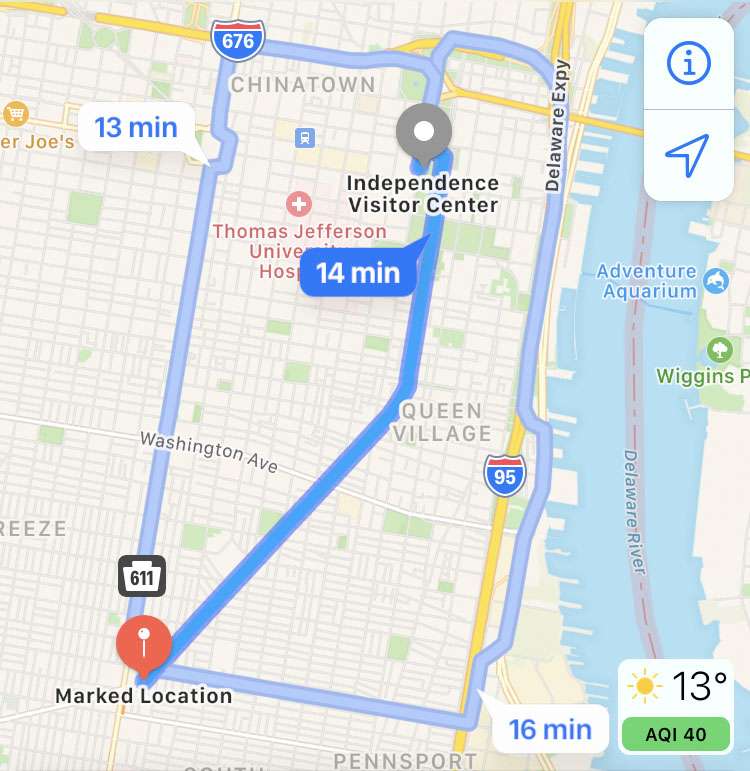 676
CHINATOWN
Delaware Expy
13 min
er Joe's
Independence
Visitor Center
Thomas Jefferson
University
Hosp
14 min
Adventure
Aquarium
Wiggins P
QUEEN
VILLAGE
Washington Ave
95
Delaware River
REEZE
611
Marked Location
13°
AQI 40
16 min
PENNSPORT
SOUTH